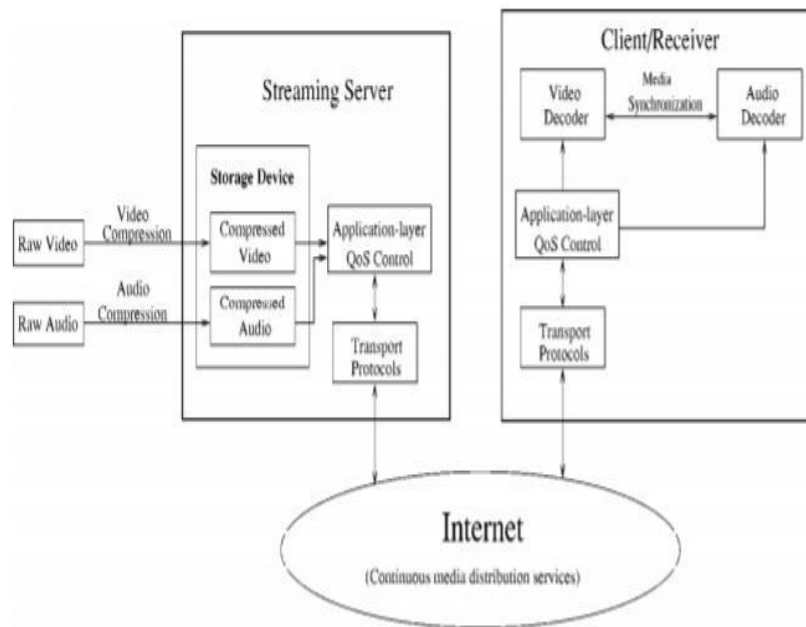 Streaming Server
Storage Device
Raw Video
Video
Compression
Compressed
Video
Application-layer
QoS Control
Raw Audio
Audio
Compression
Compressed
Audio
Transport
Protocols
Client/Receiver
Video
Decoder
Media
Synchronization
Audio
Decoder
Application-layer
QoS Control
Transport
Protocols
Internet
(Continuous media distribution services)